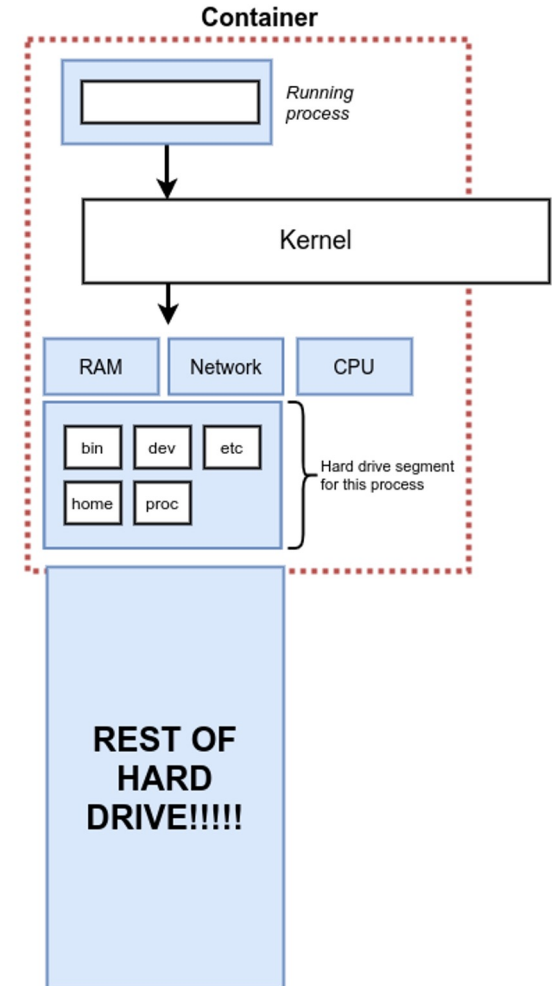 Container
Running
process
Kernel
RAM
Network
CPU
bin
dev
etc
home
proc
Hard drive segment
for this process
REST OF
HARD
DRIVE!!!!!